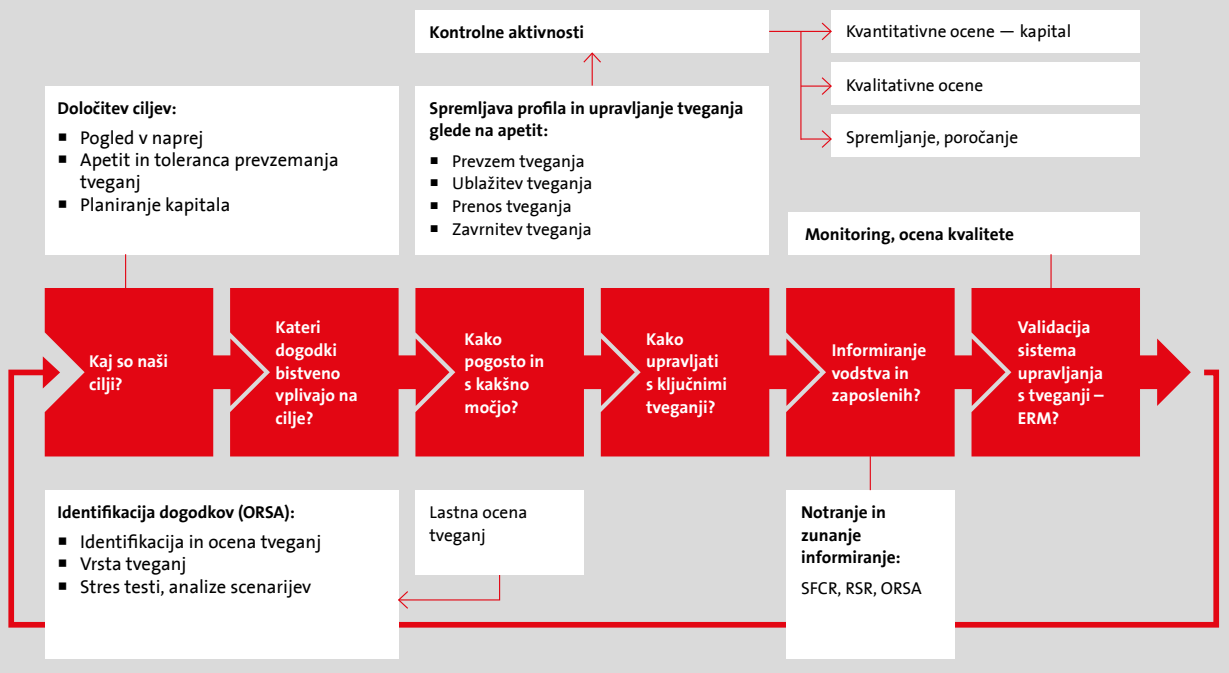 Kontrolne aktivnosti
Kvantitativne ocene — kapital
Kvalitativne ocene
Spremljanje, poročanje
Določitev ciljev:
▪ Pogled v naprej
▪ Apetit in toleranca prevzemanja
tveganj
▪ Planiranje kapitala
Spremljava profila in upravljanje tveganja
glede na apetit:
▪ Prevzem tveganja
▪ Ublažitev tveganja
▪ Prenos tveganja
▪ Zavrnitev tveganja
Monitoring, ocena kvalitete
Kaj so naši
cilji?
Kateri
dogodki
bistveno
vplivajo na
cilje?
Kako
pogosto in
s kakšno
močjo?
Kako
upravljati
s ključnimi
tveganji?
Informiranje
vodstva in
zaposlenih?
Validacija
sistema
upravljanja
s tveganji –
ERM?
Identifikacija dogodkov (ORSA):
▪ Identifikacija in ocena tveganj
▪ Vrsta tveganj
▪ Stres testi, analize scenarijev
Lastna ocena
tveganj
Notranje in
zunanje
informiranje:
SFCR, RSR, ORSA